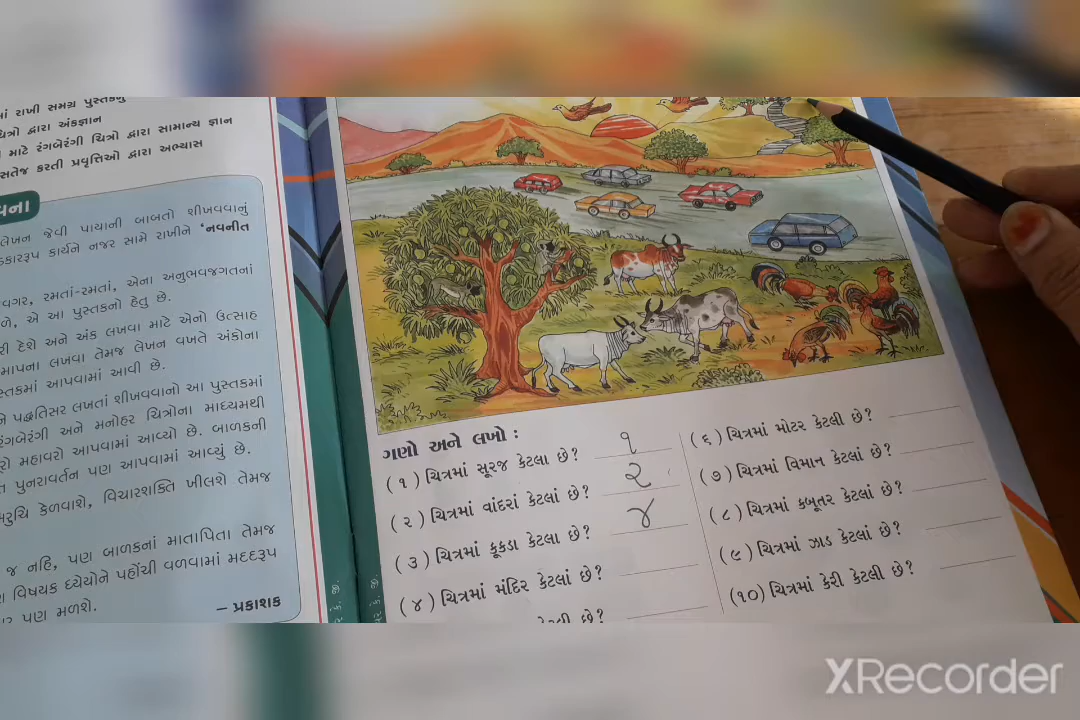 માં રાખી સમગ્ર પુસ્તકનું
ચિત્રો દ્વારા અંકજ્ઞાન
માટે રંગબેરંગી ચિત્રો દ્વારા સામાન્ય જ્ઞાન
સતેજ કરતી પ્રવૃત્તિઓ દ્વારા અભ્યાસ
વના
લેખન જેવી પાયાની બાબતો શીખવવાનું
કકારરૂપ કાર્યને નજર સામે રાખીને ‘નવનીત
વગર, રમતાં-રમતાં, એના અનુભવજગતનાં
ળે, એ આ પુસ્તકનો હેતુ છે.
રી દેશે અને અંક લખવા માટે એનો ઉત્સાહ
માપના લખવા તેમજ લેખન વખતે અંકોના
સ્તકમાં આપવામાં આવી છે.
ને પદ્ધતિસર લખતાં શીખવવાનો આ પુસ્તકમાં
રંગબેરંગી અને મનોહર ચિત્રોના માધ્યમથી
રો મહાવરો આપવામાં આવ્યો છે. બાળકની
ત પુનરાવર્તન પણ આપવામાં આવ્યું છે.
મરુચિ કેળવાશે, વિચારશક્તિ ખીલશે તેમજ
જ નહિ, પણ બાળકનાં માતાપિતા તેમજ
ણ વિષયક ધ્યેયોને પહોંચી વળવામાં મદદરૂપ
ાર પણ મળશે.
– પ્રકાશક
ગણો અને લખો :
(૧) ચિત્રમાં સૂરજ કેટલા છે? ૧
(૨) ચિત્રમાં વાંદરાં કેટલાં છે? ૨
(૩) ચિત્રમાં કૂકડા કેટલા છે? ૪
(૪) ચિત્રમાં મંદિર કેટલાં છે?
કેટલી છે?
(૬) ચિત્રમાં મોટર કેટલી છે?
(૭) ચિત્રમાં વિમાન કેટલાં છે?
(૮) ચિત્રમાં કબૂતર કેટલાં છે?
(૯) ચિત્રમાં ઝાડ કેટલાં છે?
(૧૦) ચિત્રમાં કેરી કેટલી છે?
XRecorder